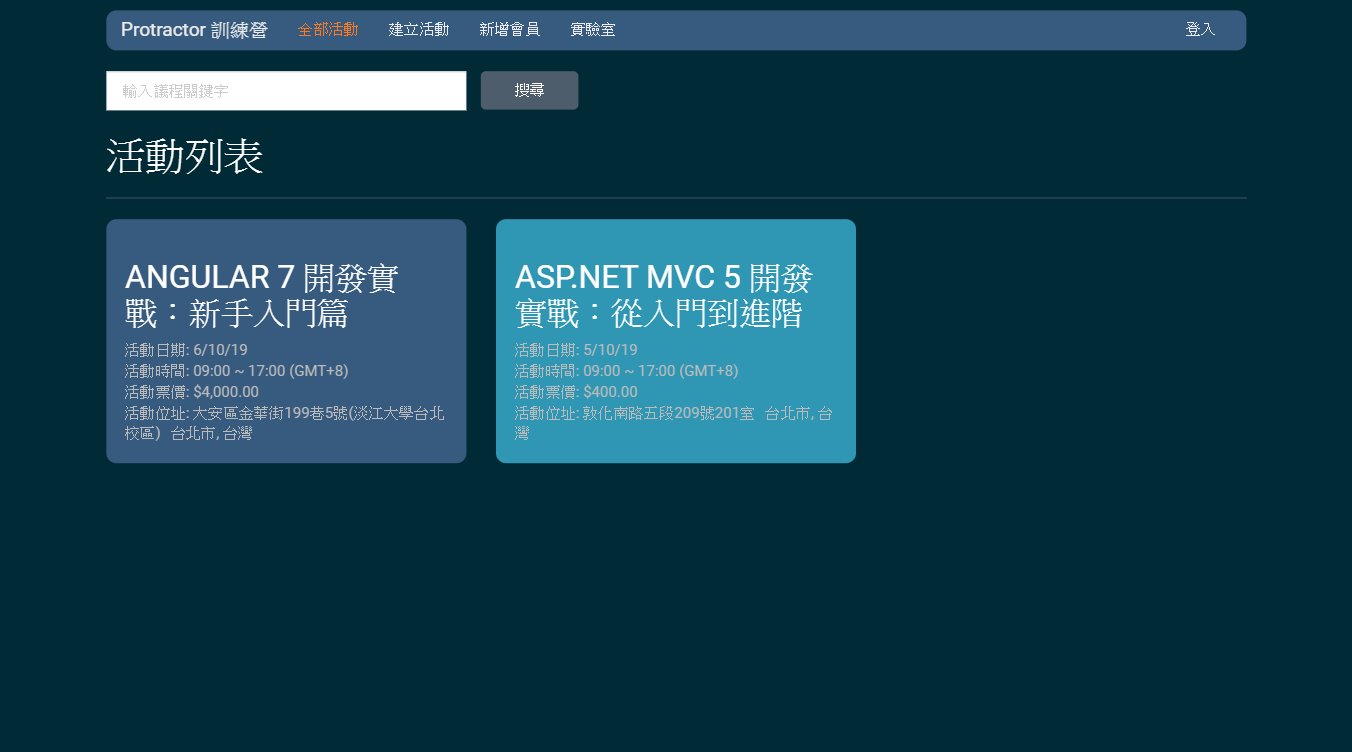 Protractor 訓練營 全部活動 建立活動 新增會員 實驗室 登入
輸入議程關鍵字 搜尋
活動列表
ANGULAR 7 開發實
戰：新手入門篇
活動日期: 6/10/19
活動時間: 09:00 ~ 17:00 (GMT+8)
活動票價: $4,000.00
活動位址: 大安區金華街199巷5號(淡江大學台北
校區) 台北市, 台灣
ASP.NET MVC 5 開發
實戰：從入門到進階
活動日期: 5/10/19
活動時間: 09:00 ~ 17:00 (GMT+8)
活動票價: $400.00
活動位址: 敦化南路五段209號201室 台北市, 台
灣